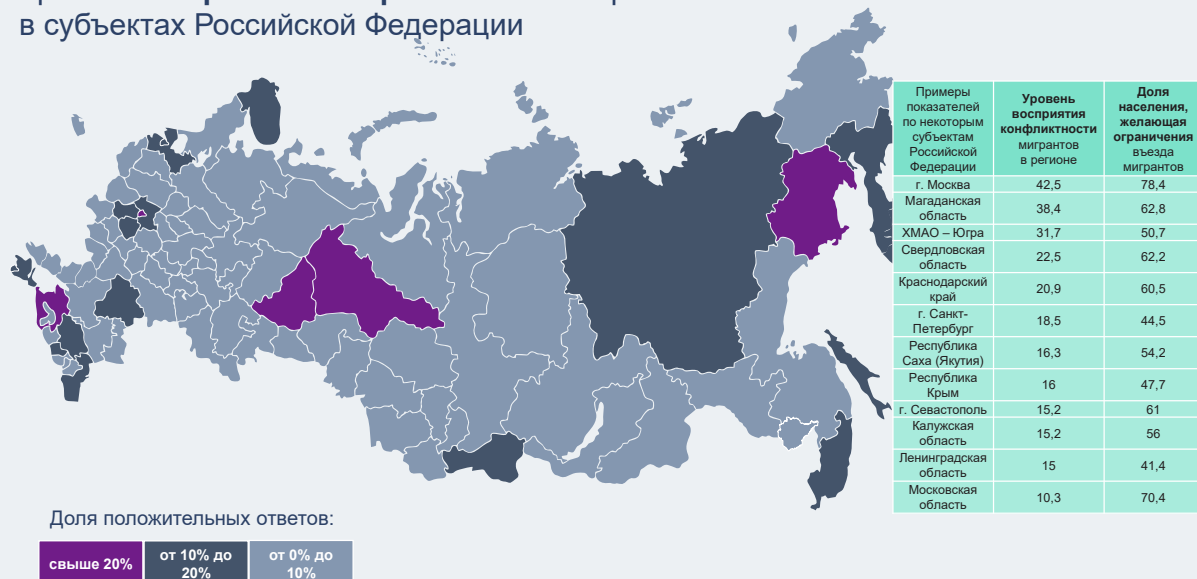 в субъектах Российской Федерации
Примеры
показателей
по некоторым
субъектам
Российской
Федерации
Уровень
восприятия
конфликтности
мигрантов
в регионе
Доля
населения,
желающая
ограничения
въезда
мигрантов
г. Москва 42,5 78,4
Магаданская
область 38,4 62,8
ХМАО – Югра 31,7 50,7
Свердловская
область 22,5 62,2
Краснодарский
край 20,9 60,5
г. Санкт-
Петербург 18,5 44,5
Республика
Саха (Якутия) 16,3 54,2
Республика
Крым 16 47,7
г. Севастополь 15,2 61
Калужская
область 15,2 56
Ленинградская
область 15 41,4
Московская
область 10,3 70,4
Доля положительных ответов:
свыше 20%
от 10% до
20%
от 0% до
10%